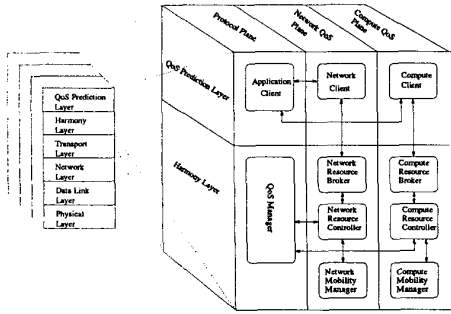 QoS Prediction
Layer
Harmony
Layer
Transport
Layer
Network
Layer
Data Link
Layer
Physical
Layer
Protocol Plane
Network QoS
Plane
Compute QoS
Plane
QoS Prediction Layer
Harmony Layer
Application
Client
Network
Client
Compute
Client
QoS Manager
Network
Resource
Broker
Compute
Resource
Broker
Network
Resource
Controller
Compute
Resource
Controller
Network
Mobility
Manager
Compute
Mobility
Manager